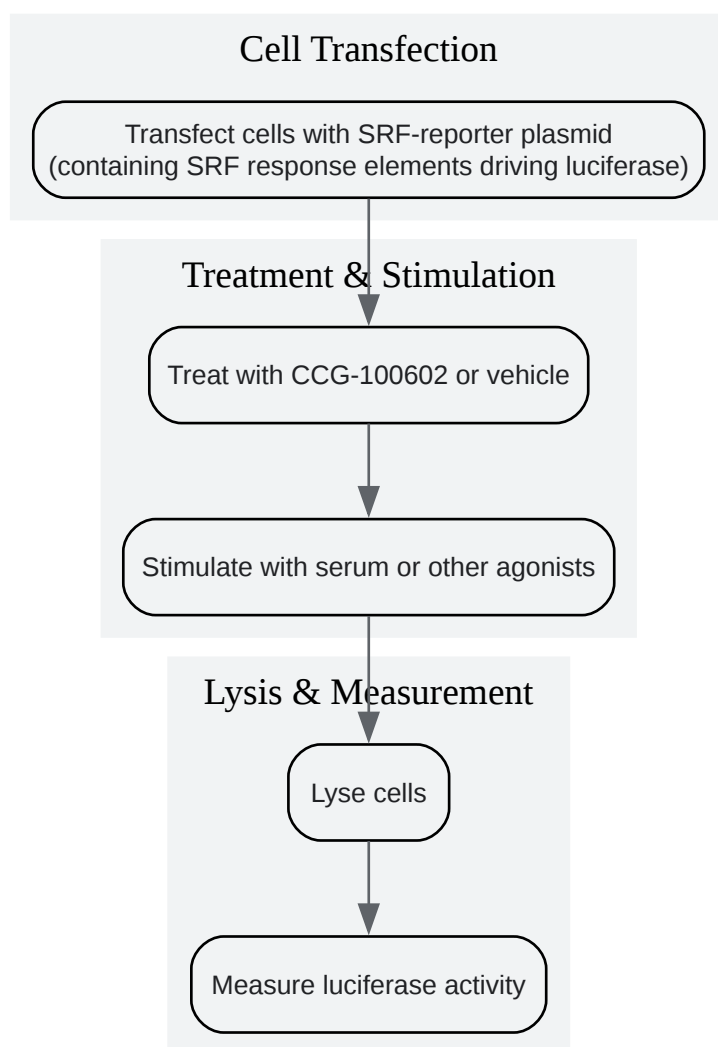 Cell Transfection
Transfect cells with SRF-reporter plasmid
(containing SRF response elements driving luciferase)
Treatment & Stimulation
Treat with CCG-100602 or vehicle
Stimulate with serum or other agonists
Lysis & Measurement
Lyse cells
Measure luciferase activity